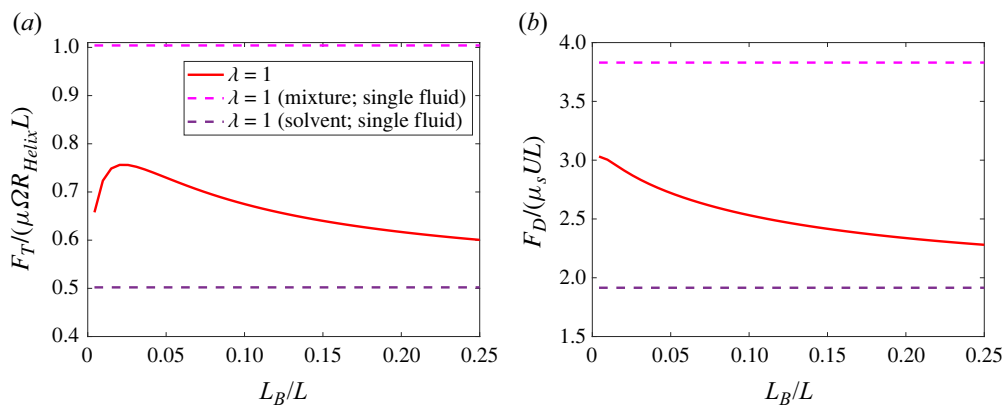 (a)
1.0
0.9
0.8
0.7
0.6
0.5
0.4
F_T/(μΩR_{Helix}L)
λ = 1
λ = 1 (mixture; single fluid)
λ = 1 (solvent; single fluid)
0 0.05 0.10 0.15 0.20 0.25
L_B/L
(b)
4.0
3.5
3.0
2.5
2.0
1.5
F_D/(μ_sUL)
0 0.05 0.10 0.15 0.20 0.25
L_B/L